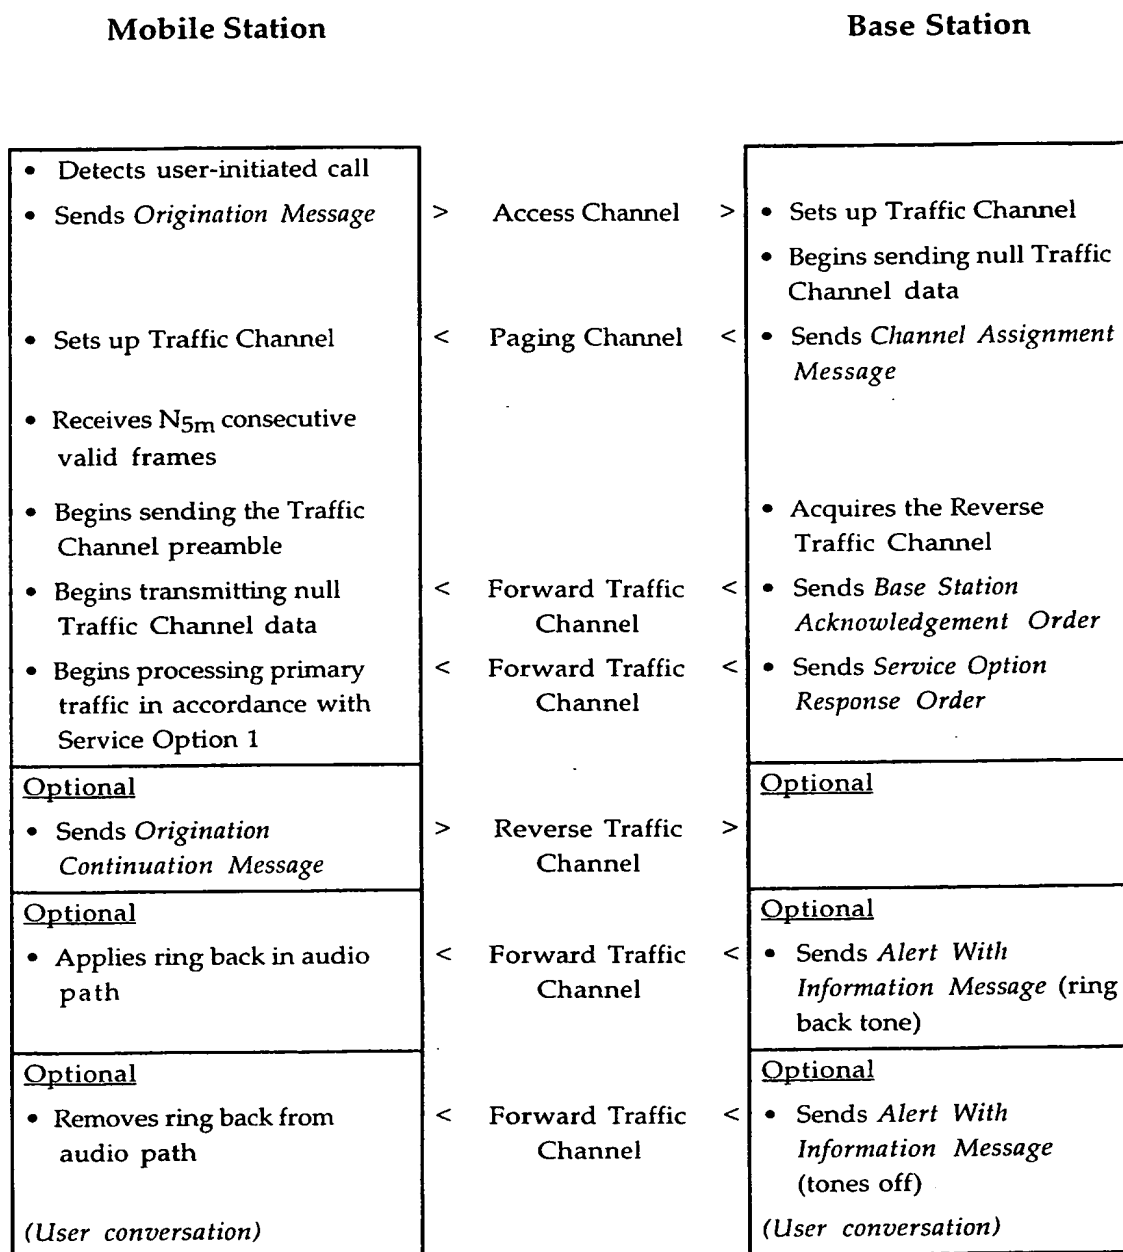 Mobile Station
Base Station
• Detects user-initiated call
• Sends Origination Message > Access Channel > • Sets up Traffic Channel
• Begins sending null Traffic
Channel data
• Sets up Traffic Channel < Paging Channel < • Sends Channel Assignment
Message
• Receives N5m consecutive
valid frames
• Begins sending the Traffic
Channel preamble
• Acquires the Reverse
Traffic Channel
• Begins transmitting null
Traffic Channel data
< Forward Traffic <
Channel
• Sends Base Station
Acknowledgement Order
• Begins processing primary
traffic in accordance with
Service Option 1
< Forward Traffic <
Channel
• Sends Service Option
Response Order
Optional
• Sends Origination
Continuation Message
> Reverse Traffic >
Channel
Optional
Optional
• Applies ring back in audio
path
< Forward Traffic <
Channel
Optional
• Sends Alert With
Information Message (ring
back tone)
Optional
• Removes ring back from
audio path
(User conversation)
< Forward Traffic <
Channel
Optional
• Sends Alert With
Information Message
(tones off)
(User conversation)